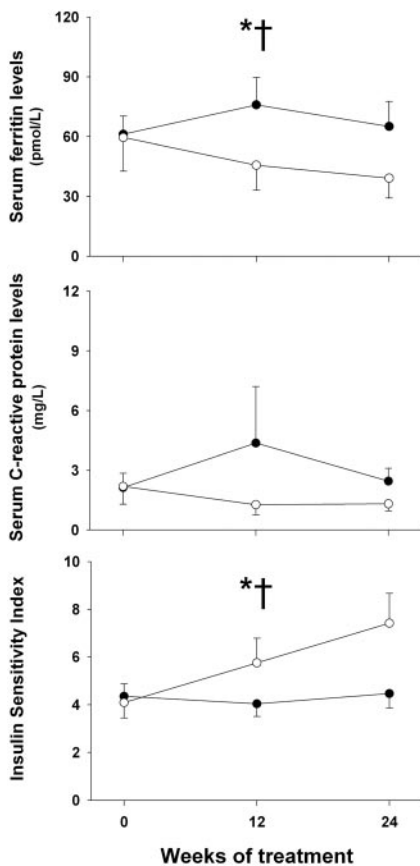 *†
120
90
60
30
0
Serum ferritin levels
(pmol/L)
12
9
6
3
0
Serum C-reactive protein levels
(mg/L)
*†
10
8
6
4
2
0
Insulin Sensitivity Index
0 12 24
Weeks of treatment